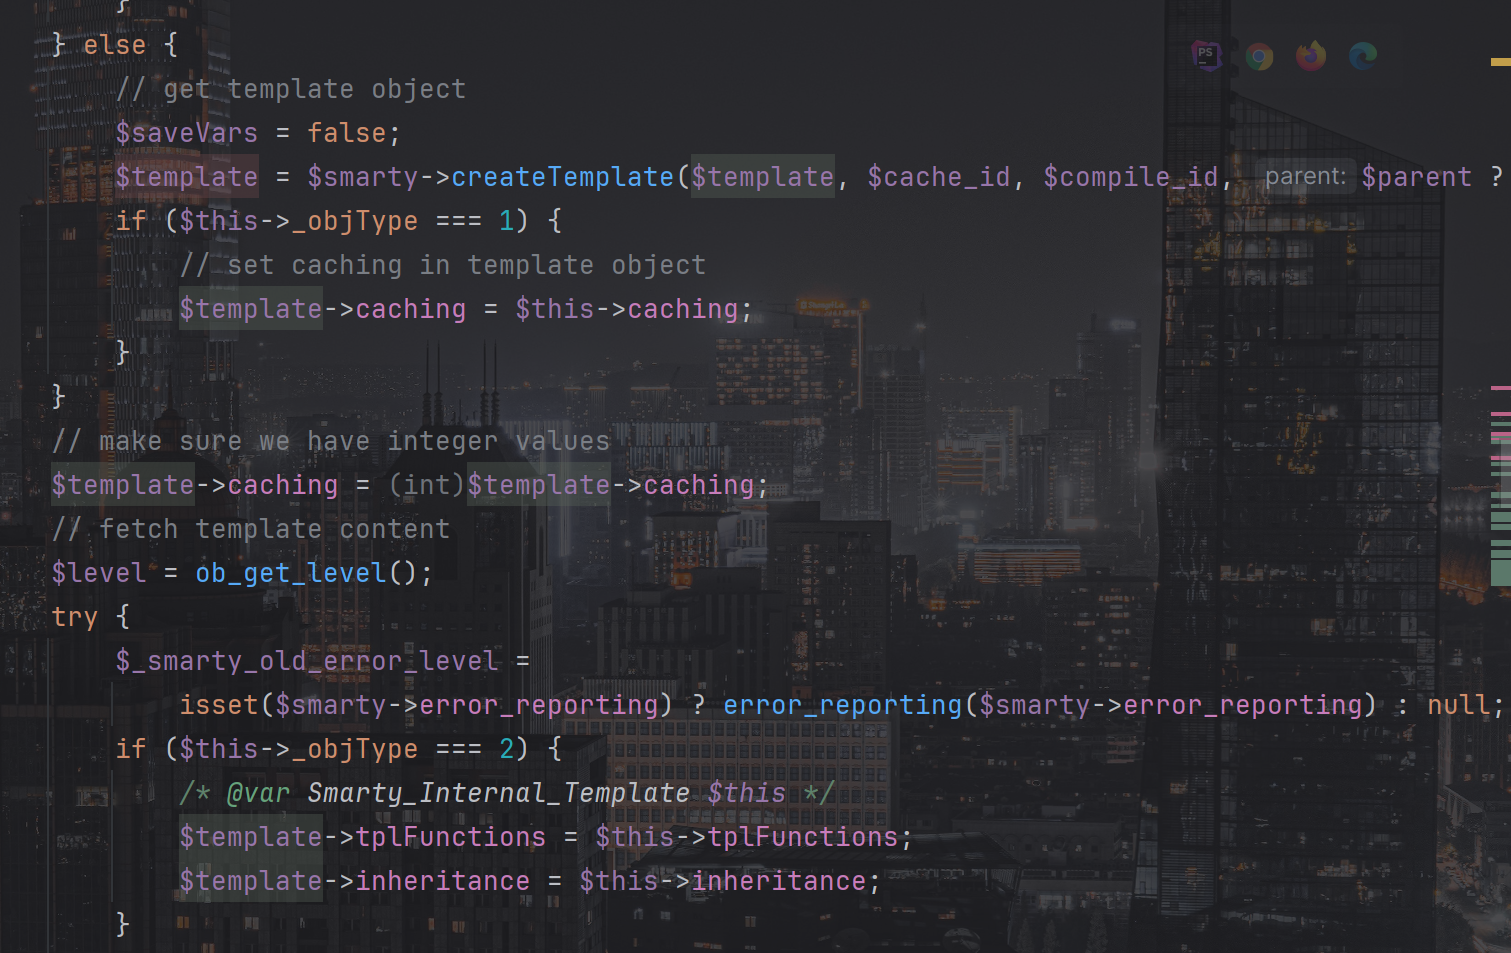 }
} else {
// get template object
$saveVars = false;
$template = $smarty->createTemplate($template, $cache_id, $compile_id, parent: $parent ?
if ($this->_objType === 1) {
// set caching in template object
$template->caching = $this->caching;
}
}
// make sure we have integer values
$template->caching = (int)$template->caching;
// fetch template content
$level = ob_get_level();
try {
$_smarty_old_error_level =
isset($smarty->error_reporting) ? error_reporting($smarty->error_reporting) : null;
if ($this->_objType === 2) {
/* @var Smarty_Internal_Template $this */
$template->tplFunctions = $this->tplFunctions;
$template->inheritance = $this->inheritance;
}
PS